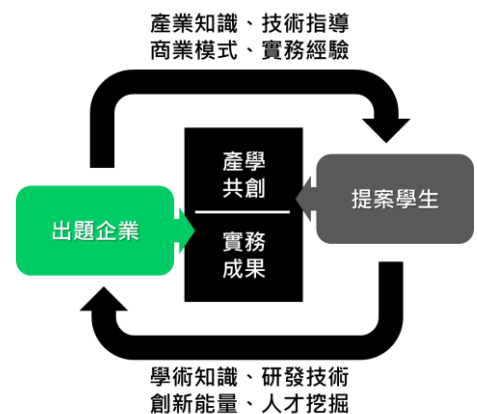 產業知識、技術指導
商業模式、實務經驗
產學
共創
提案學生
出題企業
實務
成果
學術知識、研發技術
創新能量、人才挖掘